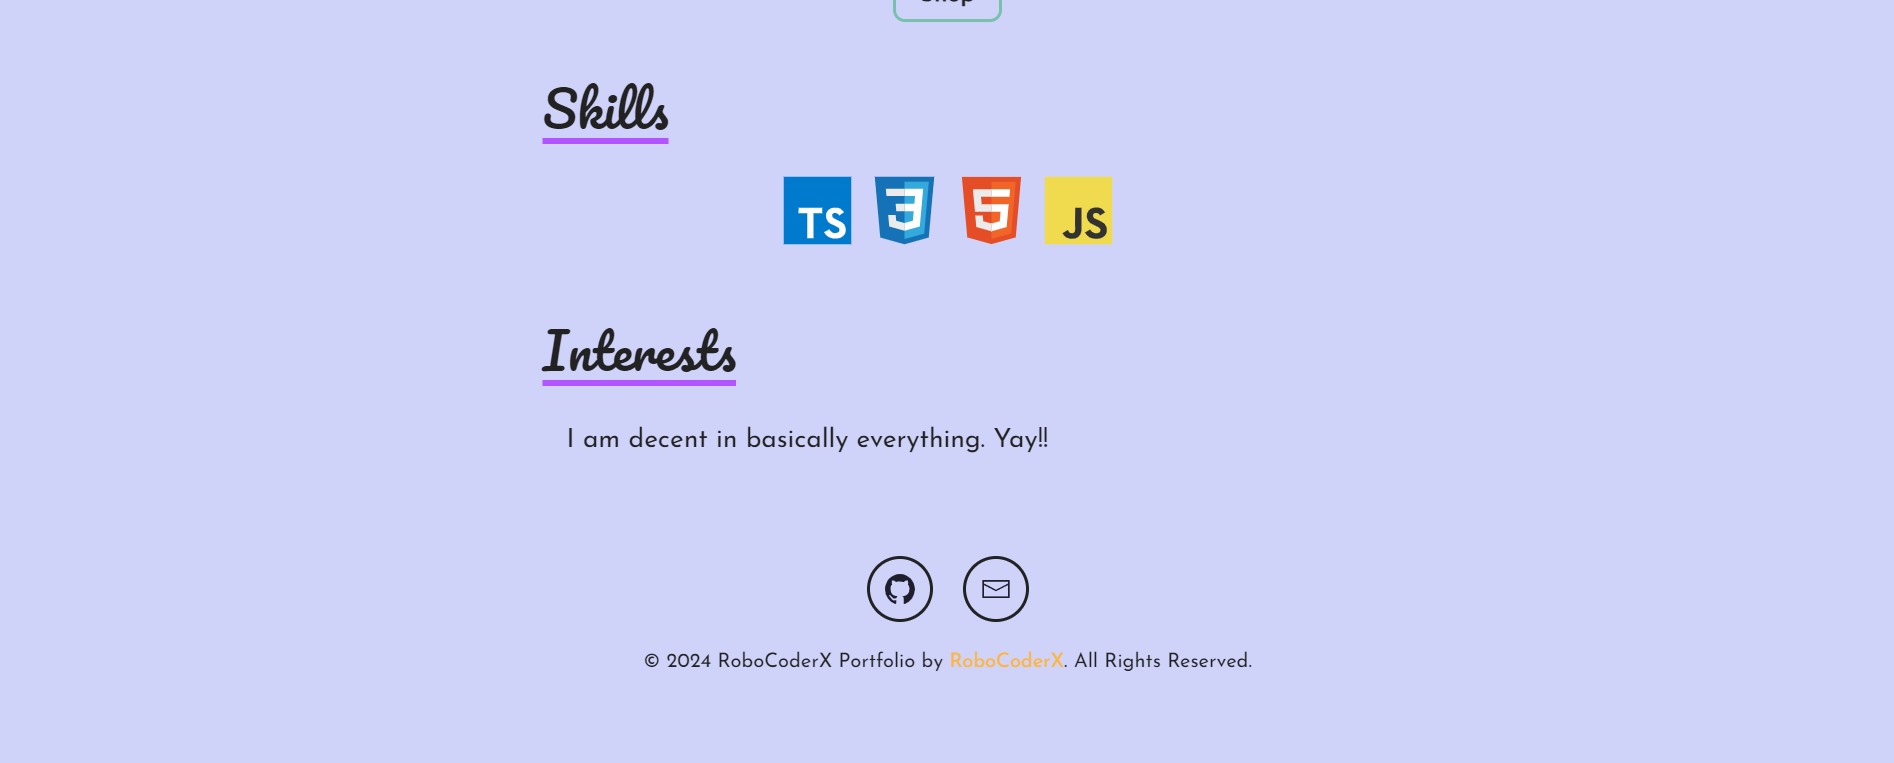 Shop
Skills
TS 3 5 JS
Interests
I am decent in basically everything. Yay!!
© 2024 RoboCoderX Portfolio by RoboCoderX. All Rights Reserved.